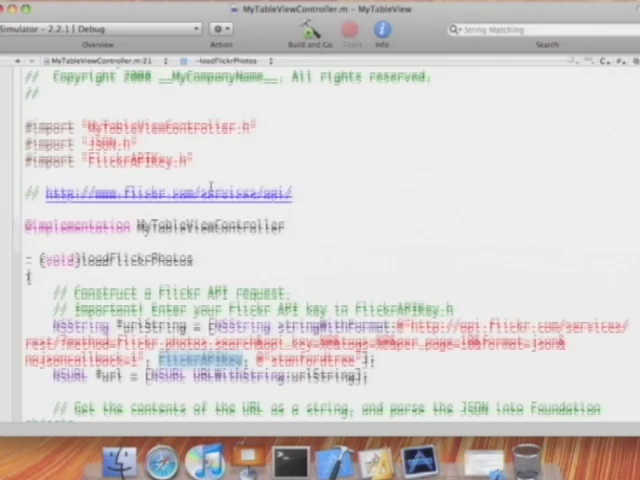 MyTableViewController.m - MyTableView
Simulator - 2.2.1 | Debug
String Matching
Overview
Action
Build and Go
Tasks
Info
Search
MyTableViewController.m:21
-loadFlickrPhotos
//  Copyright 2008 __MyCompanyName__. All rights reserved.
//
#import "MyTableViewController.h"
#import "JSON.h"
#import "FlickrAPIKey.h"
// http://www.flickr.com/services/api/
@implementation MyTableViewController
- (void)loadFlickrPhotos
{
// Construct a Flickr API request.
// Important! Enter your Flickr API key in FlickrAPIKey.h
NSString *urlString = [NSString stringWithFormat:@"http://api.flickr.com/services/
rest/?method=flickr.photos.search&api_key=%@&tags=%@&per_page=10&format=json&
nojsoncallback=1", FlickrAPIKey, @"stanfordtree"];
NSURL *url = [NSURL URLWithString:urlString];
// Get the contents of the URL as a string, and parse the JSON into Foundation
objects.